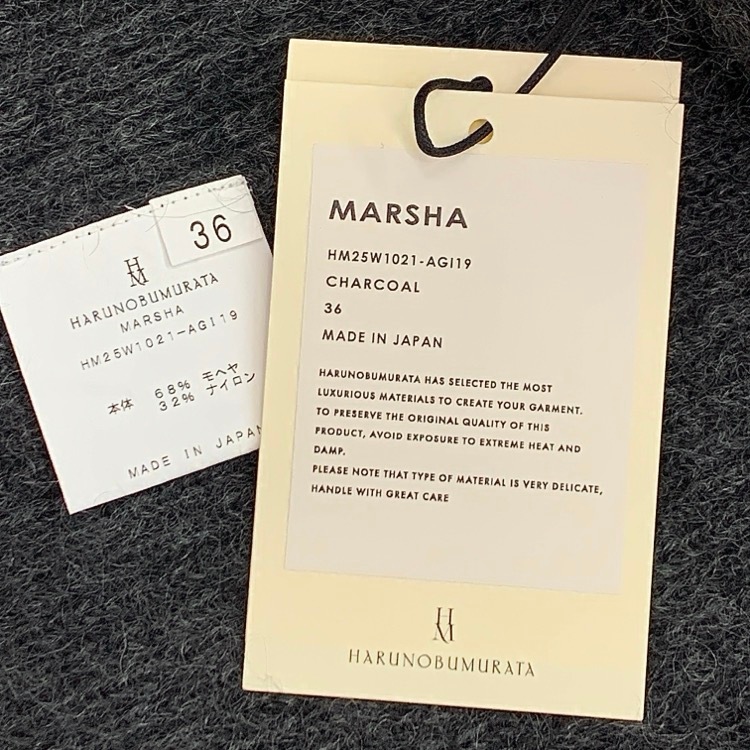 36
HM
HARUNOBUMURATA
MARSHA
HM25W1021-AGI19
本体 68% モヘヤ
32% ナイロン
MADE IN JAPAN
MARSHA
HM25W1021-AGI19
CHARCOAL
36
MADE IN JAPAN
HARUNOBUMURATA HAS SELECTED THE MOST
LUXURIOUS MATERIALS TO CREATE YOUR GARMENT.
TO PRESERVE THE ORIGINAL QUALITY OF THIS
PRODUCT, AVOID EXPOSURE TO EXTREME HEAT AND
DAMP.
PLEASE NOTE THAT TYPE OF MATERIAL IS VERY DELICATE,
HANDLE WITH GREAT CARE
HM
HARUNOBUMURATA